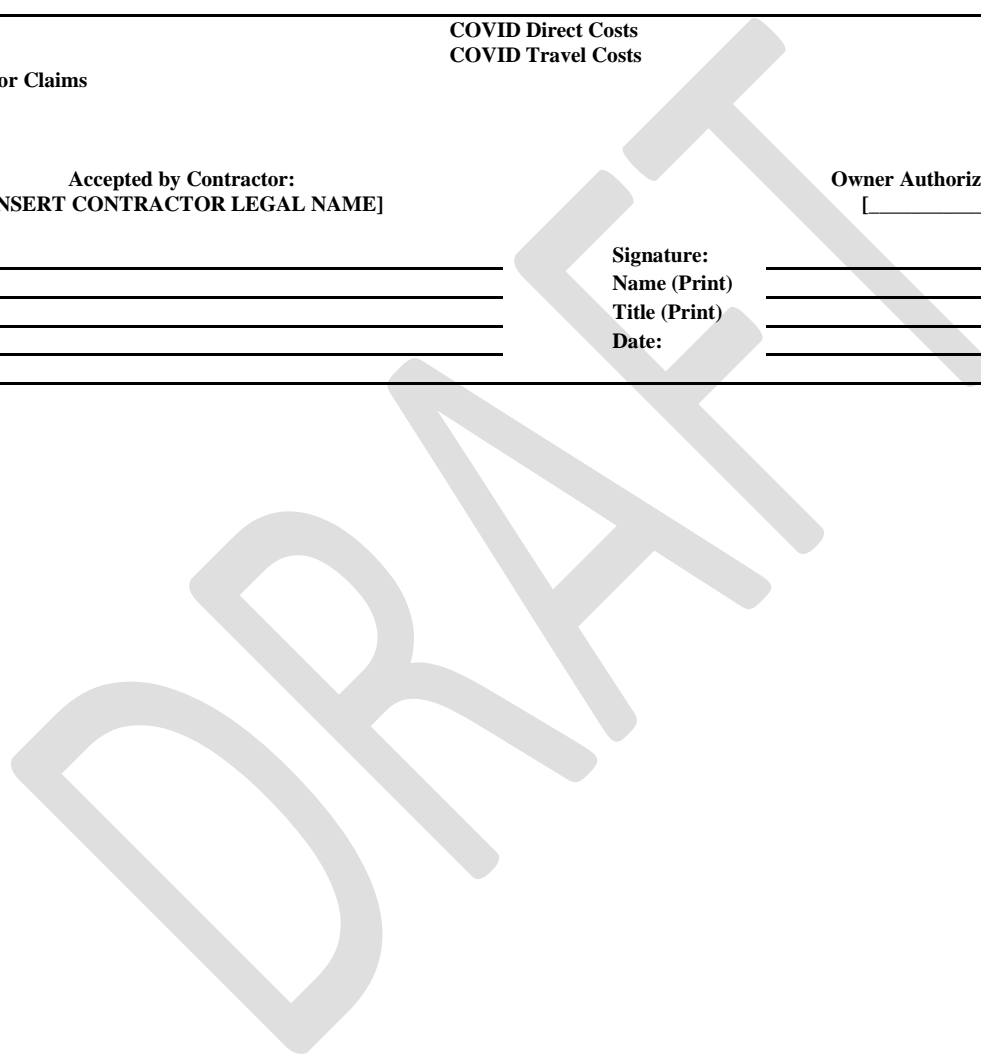 COVID Direct Costs
COVID Travel Costs
or Claims
Accepted by Contractor:
Owner Authoriz
NSERT CONTRACTOR LEGAL NAME]
[___________
Signature:
Name (Print)
Title (Print)
Date:
DRAFT